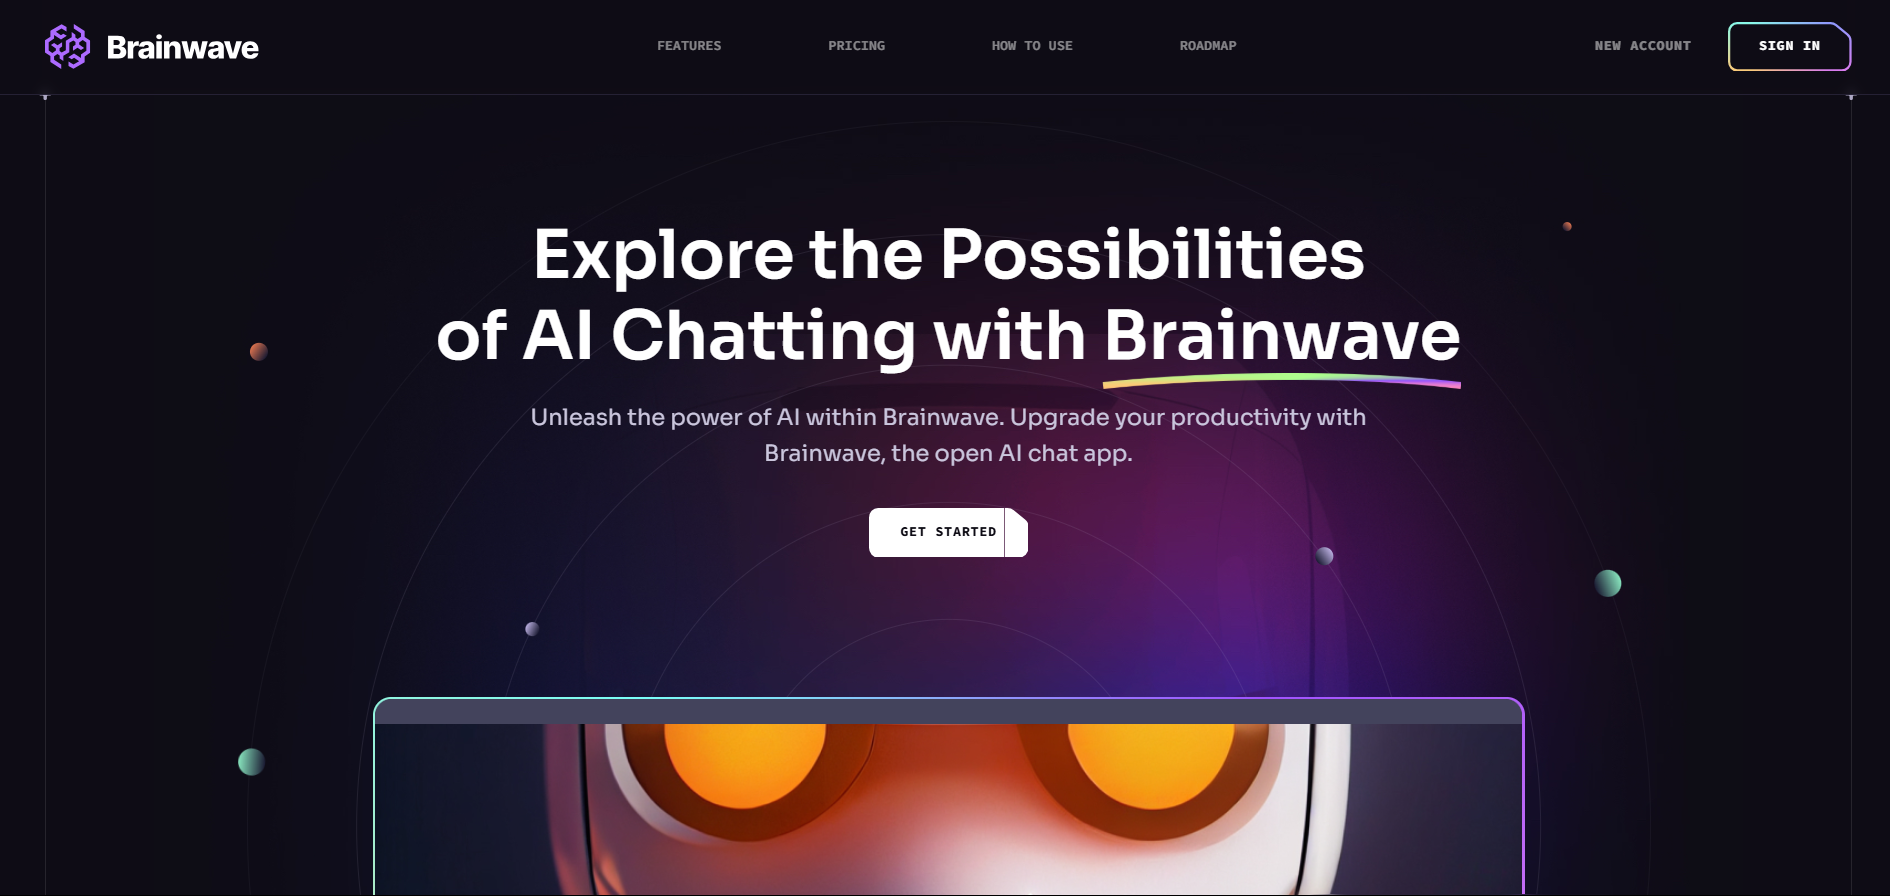 Brainwave
FEATURES
PRICING
HOW TO USE
ROADMAP
NEW ACCOUNT
SIGN IN
Explore the Possibilities
of AI Chatting with Brainwave
Unleash the power of AI within Brainwave. Upgrade your productivity with
Brainwave, the open AI chat app.
GET STARTED